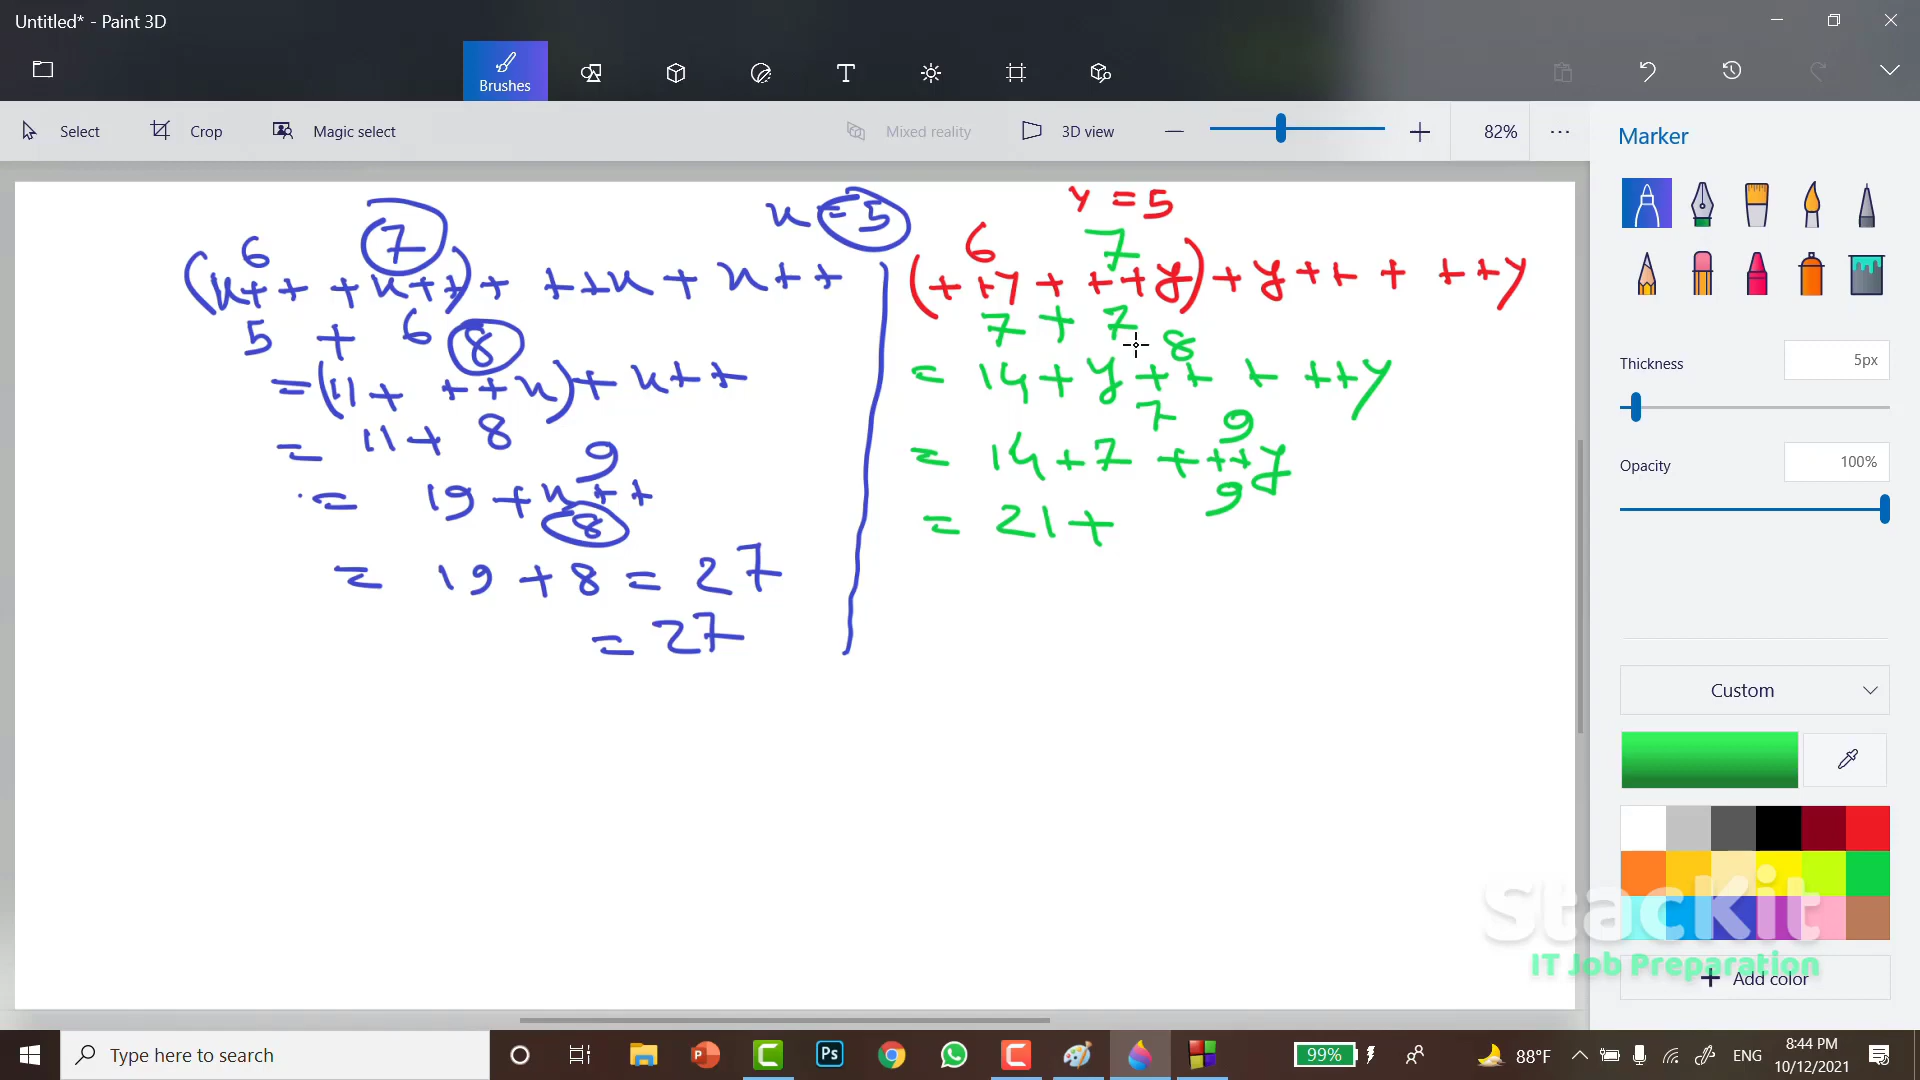 Untitled* - Paint 3D
Brushes
Select
Crop
Magic select
Mixed reality
3D view
82%
Marker
Thickness
5px
Opacity
100%
Custom
Add color
x = 5
6 7
(x++ + x++) + ++x + x++
5 + 6 8
= (11 + ++x) + x++
= 11 + 8
9
= 19 + x++
8
= 19 + 8 = 27
= 27
y = 5
6 7
(++y + ++y) + y++ + ++y
7 + 7
8
= 14 + y++ + ++y
7 9
= 14 + 7 + ++y
9
= 21 +
StacKit
IT Job Preparation
Type here to search
Ps
99%
88°F
ENG
8:44 PM
10/12/2021